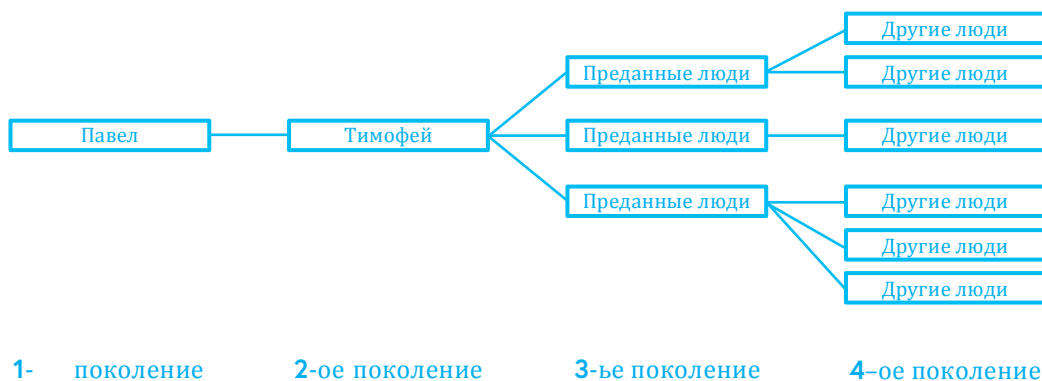 Другие люди
Преданные люди
Другие люди
Павел
Тимофей
Преданные люди
Другие люди
Преданные люди
Другие люди
Другие люди
Другие люди
1- поколение
2-ое поколение
3-ье поколение
4–ое поколение